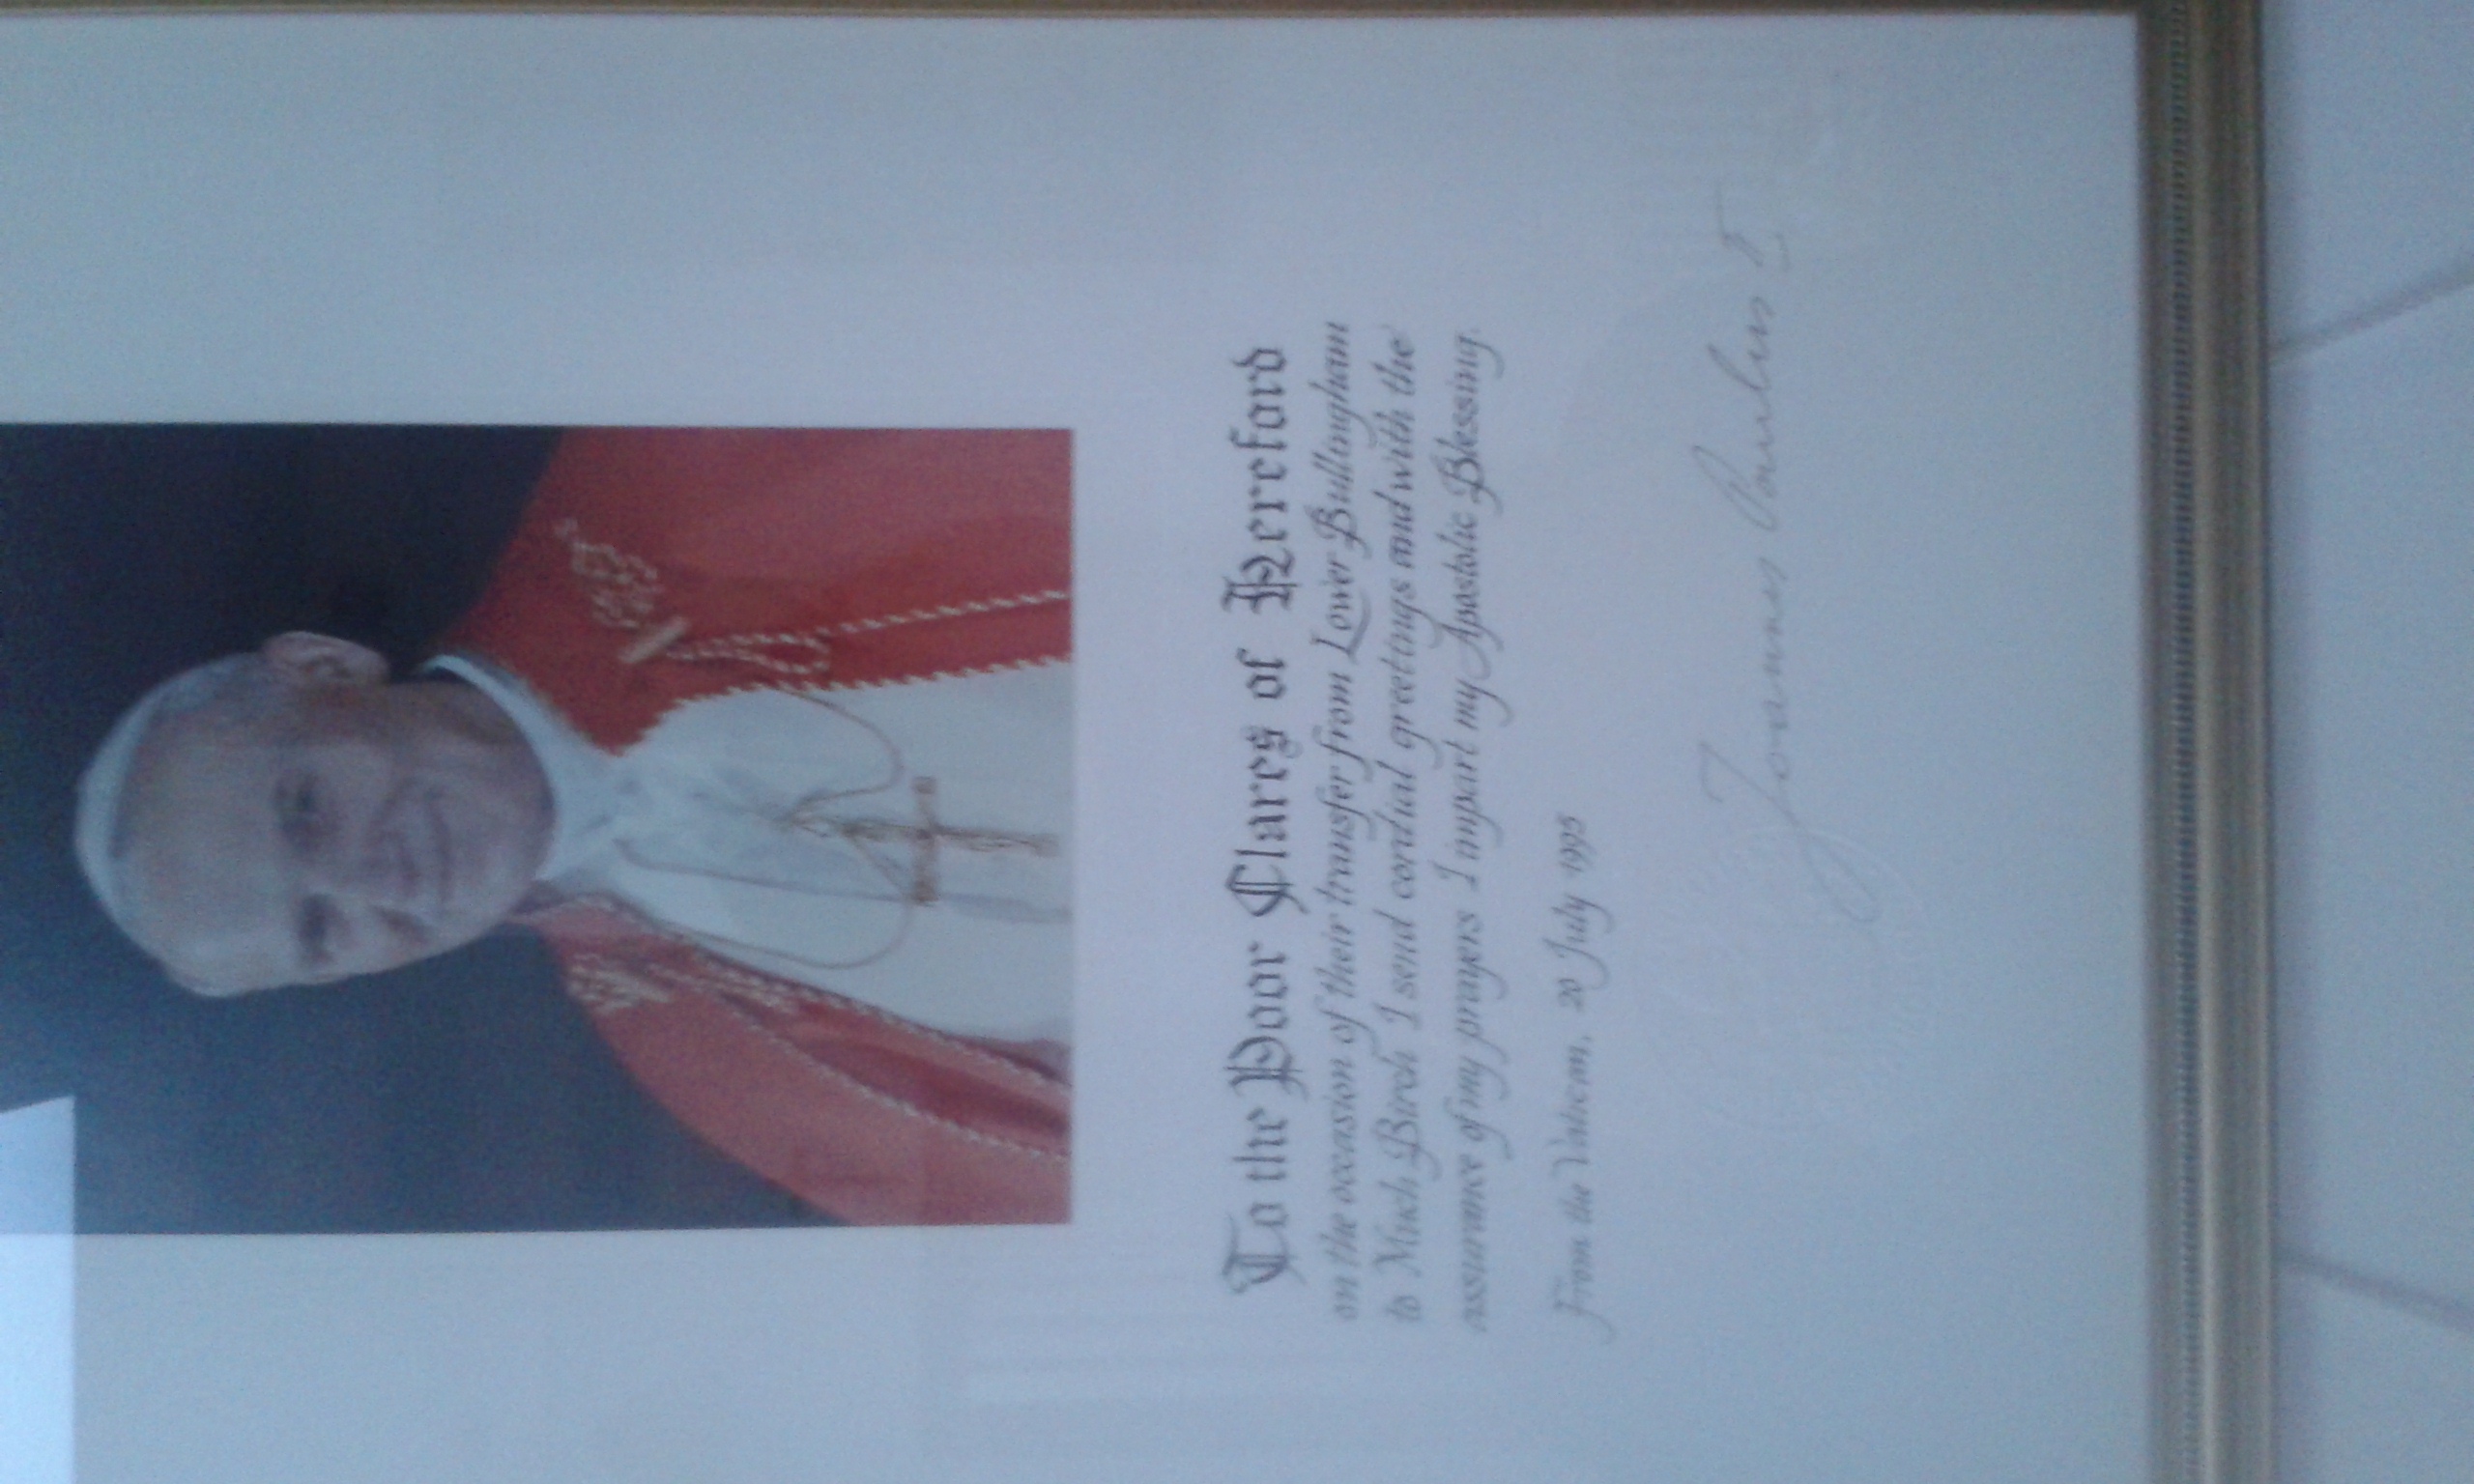 To the Poor Clares of Hereford
on the occasion of their transfer from Lower Bullingham
to Much Birch I send cordial greetings and with the
assurance of my prayers I impart my Apostolic Blessing.
From the Vatican, 20 July 1995
Joannes Paulus II